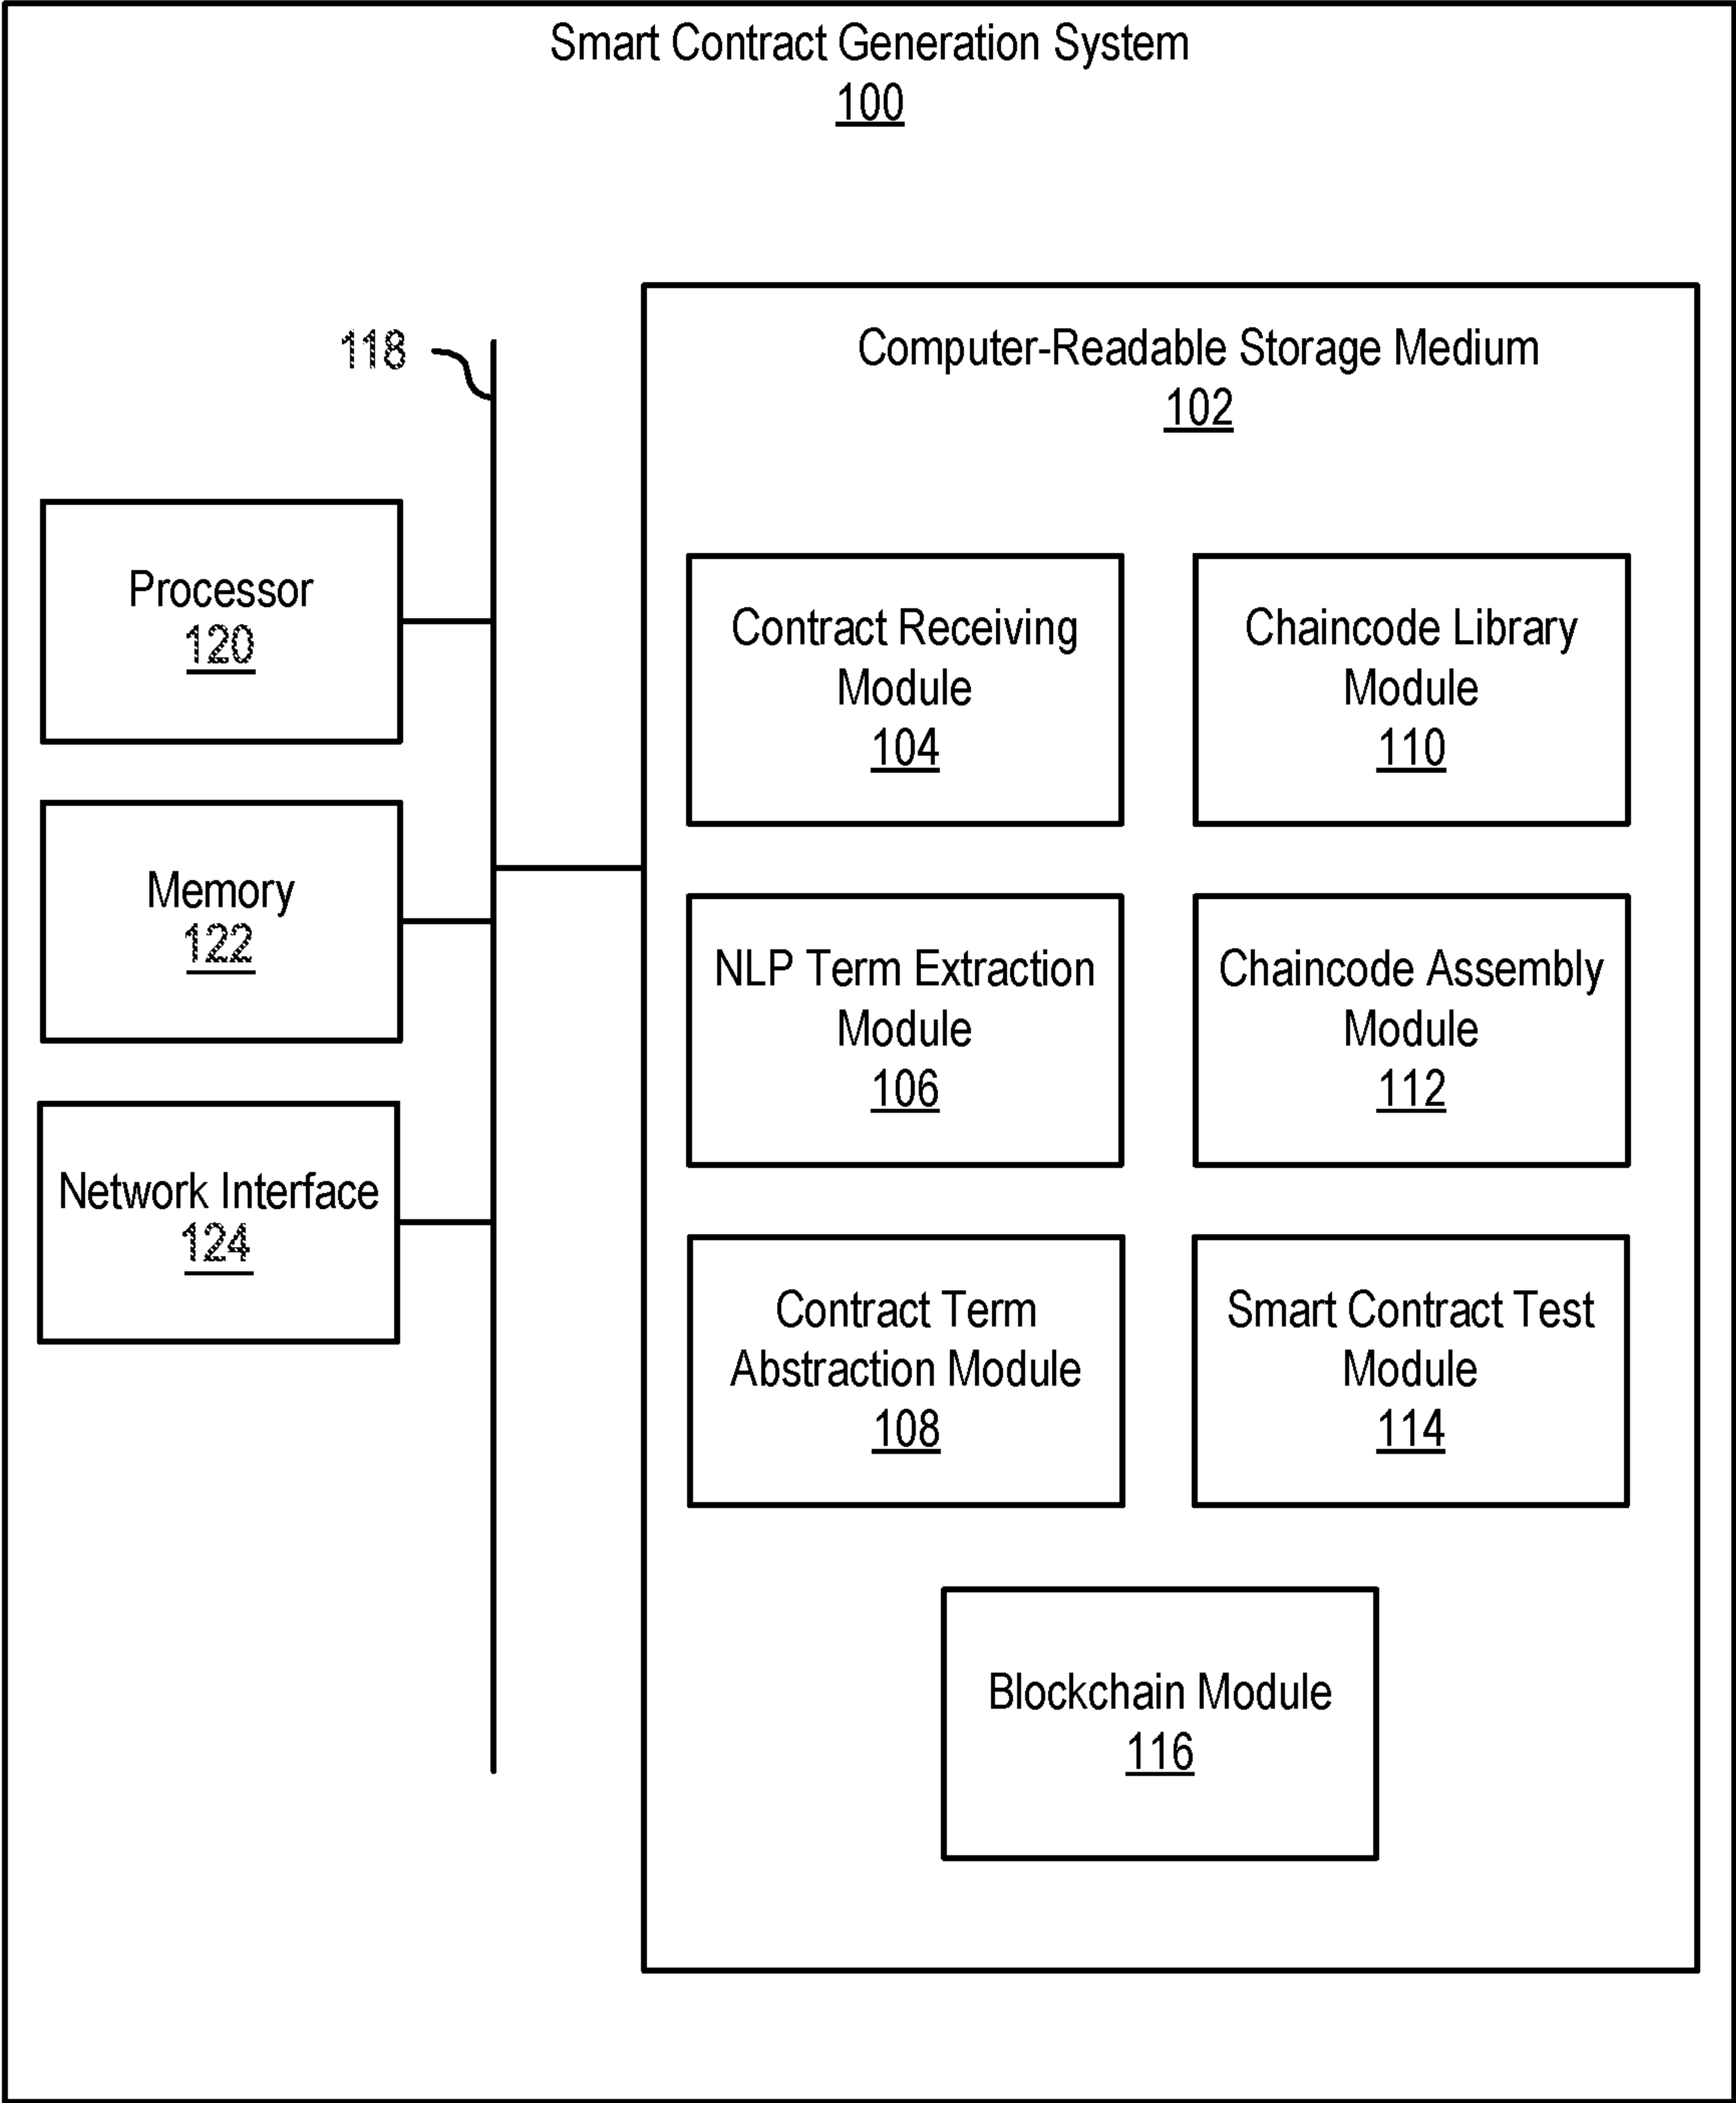 Smart Contract Generation System
100
118
Computer-Readable Storage Medium
102
Processor
120
Memory
122
Network Interface
124
Contract Receiving
Module
104
Chaincode Library
Module
110
NLP Term Extraction
Module
106
Chaincode Assembly
Module
112
Contract Term
Abstraction Module
108
Smart Contract Test
Module
114
Blockchain Module
116